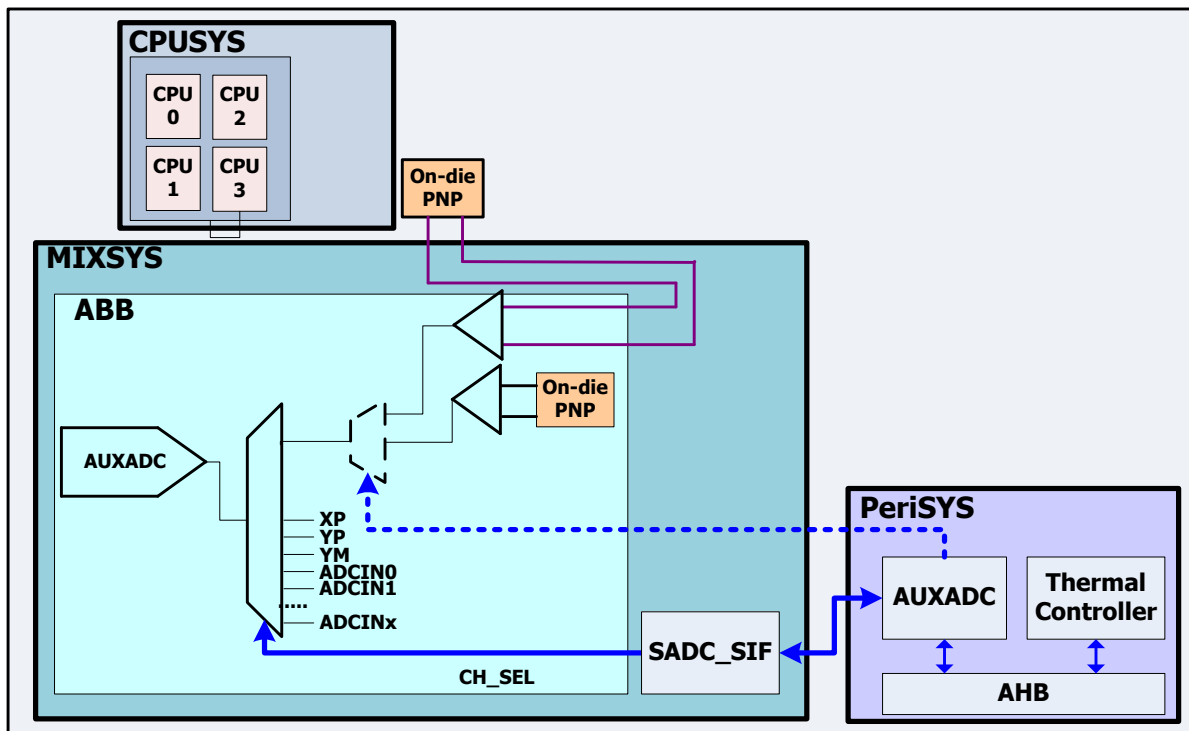 CPUSYS
CPU
0
CPU
2
CPU
1
CPU
3
On-die
PNP
MIXSYS
ABB
On-die
PNP
AUXADC
XP
YP
YM
ADCIN0
ADCIN1
.....
ADCINx
CH_SEL
SADC_SIF
PeriSYS
AUXADC
Thermal
Controller
AHB